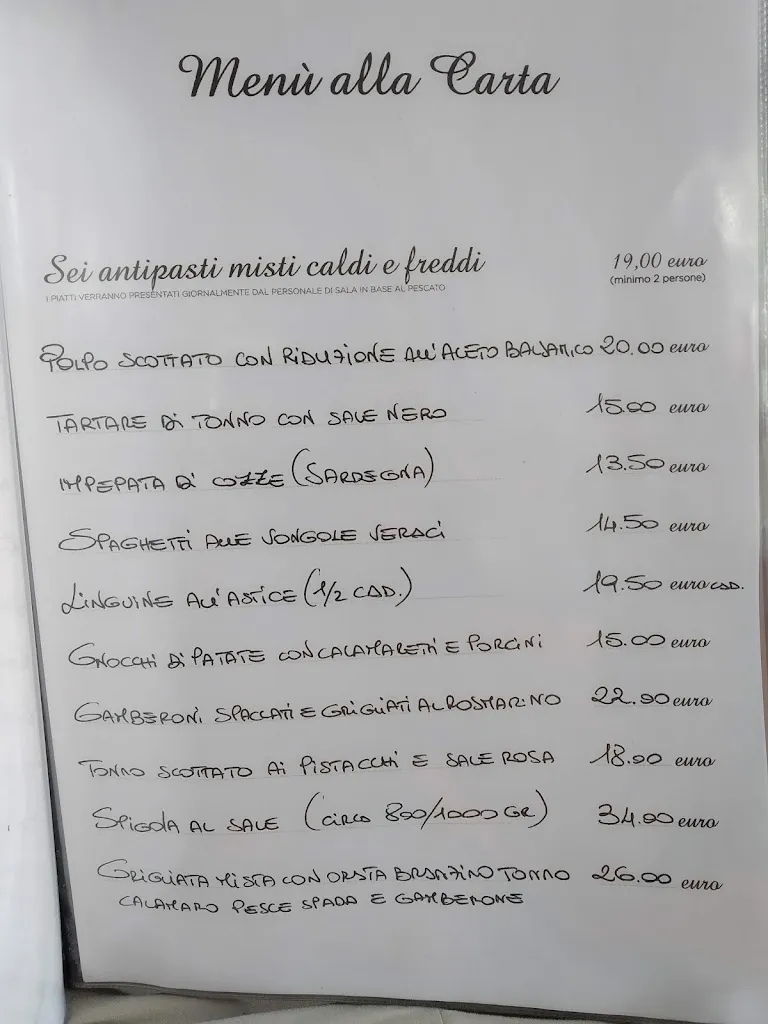 Menù alla Carta
Sei antipasti misti caldi e freddi 19,00 euro
I PIATTI VERRANNO PRESENTATI GIORNALMENTE DAL PERSONALE DI SALA IN BASE AL PESCATO (minimo 2 persone)
POLPO SCOTTATO CON RIDUZIONE ALL'ACETO BALSAMICO 20.00 euro
TARTARE DI TONNO CON SALE NERO 15.00 euro
IMPEPATA DI COZZE (SARDEGNA) 13.50 euro
SPAGHETTI ALLE VONGOLE VERACI 14.50 euro
LINGUINE ALL'ASTICE (1/2 CAD.) 19.50 euro CAD.
GNOCCHI DI PATATE CON CALAMARETTI E PORCINI 15.00 euro
GAMBERONI SPACCATI E GRIGLIATI AL ROSMARINO 22.00 euro
TONNO SCOTTATO AI PISTACCHI E SALE ROSA 18.00 euro
SPIGOLA AL SALE (CIRCA 800/1000 GR) 34.00 euro
GRIGLIATA MISTA CON ORATA BRANZINO TONNO 26.00 euro
CALAMARO PESCE SPADA E GAMBERONE